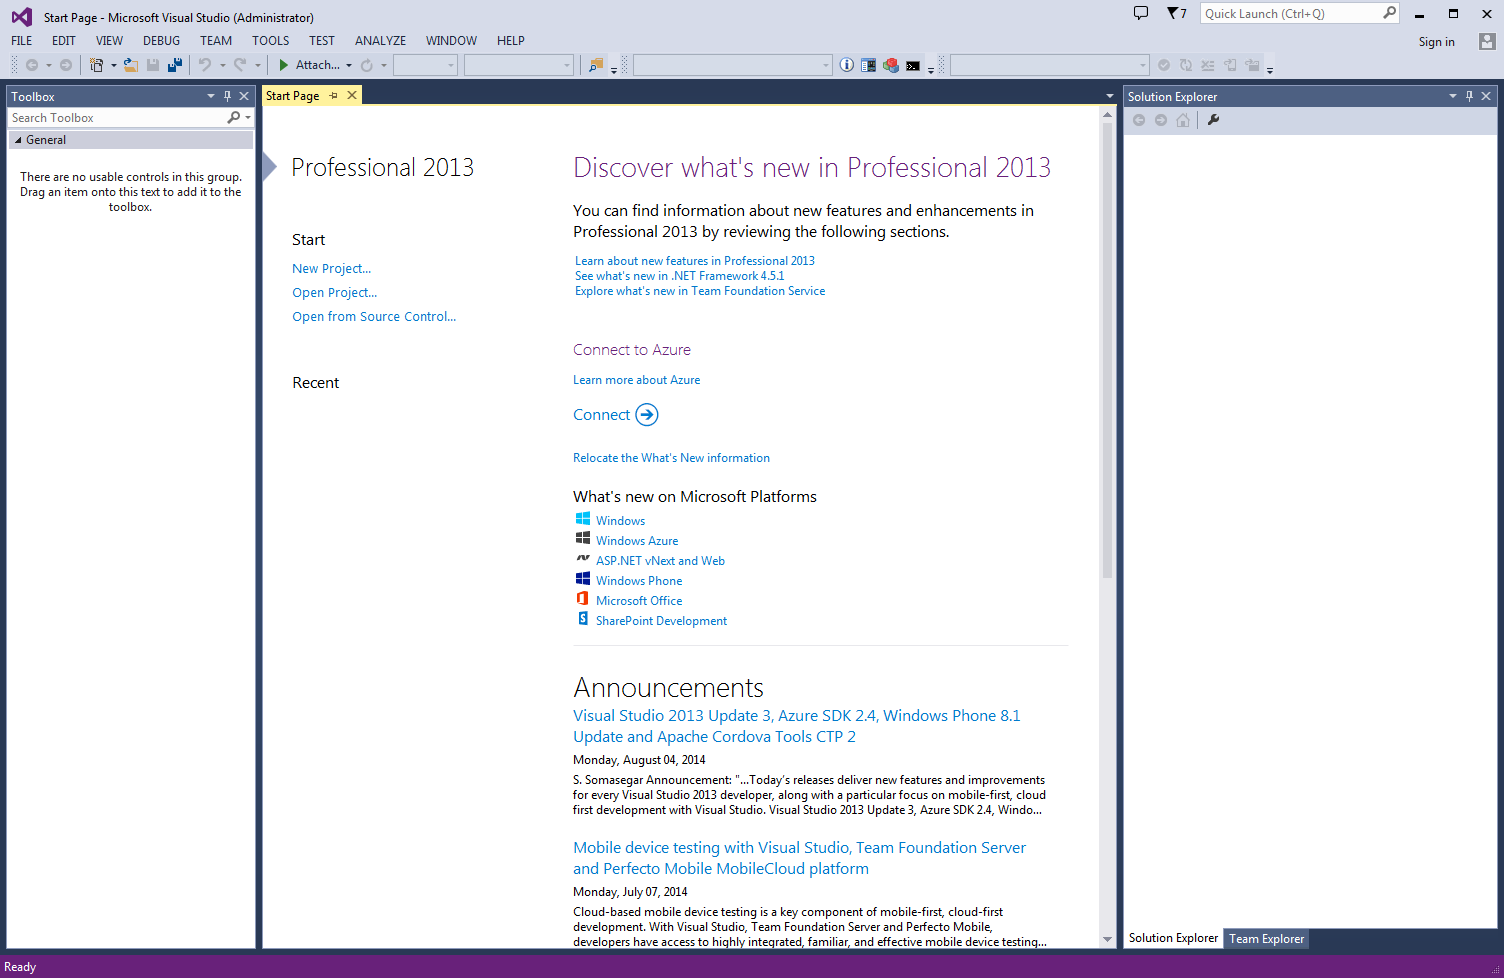 Start Page - Microsoft Visual Studio (Administrator)
7
Quick Launch (Ctrl+Q)
FILE EDIT VIEW DEBUG TEAM TOOLS TEST ANALYZE WINDOW HELP
Sign in
Attach...
Toolbox
Search Toolbox
General
There are no usable controls in this group.
Drag an item onto this text to add it to the
toolbox.
Start Page
Professional 2013
Start
New Project...
Open Project...
Open from Source Control...
Recent
Discover what's new in Professional 2013
You can find information about new features and enhancements in
Professional 2013 by reviewing the following sections.
Learn about new features in Professional 2013
See what's new in .NET Framework 4.5.1
Explore what's new in Team Foundation Service
Connect to Azure
Learn more about Azure
Connect
Relocate the What's New information
What's new on Microsoft Platforms
Windows
Windows Azure
ASP.NET vNext and Web
Windows Phone
Microsoft Office
SharePoint Development
Announcements
Visual Studio 2013 Update 3, Azure SDK 2.4, Windows Phone 8.1
Update and Apache Cordova Tools CTP 2
Monday, August 04, 2014
S. Somasegar Announcement: "...Today's releases deliver new features and improvements
for every Visual Studio 2013 developer, along with a particular focus on mobile-first, cloud
first development with Visual Studio. Visual Studio 2013 Update 3, Azure SDK 2.4, Windo...
Mobile device testing with Visual Studio, Team Foundation Server
and Perfecto Mobile MobileCloud platform
Monday, July 07, 2014
Cloud-based mobile device testing is a key component of mobile-first, cloud-first
development. With Visual Studio, Team Foundation Server and Perfecto Mobile,
developers have access to highly integrated, familiar, and effective mobile device testing...
Solution Explorer
Solution Explorer
Team Explorer
Ready